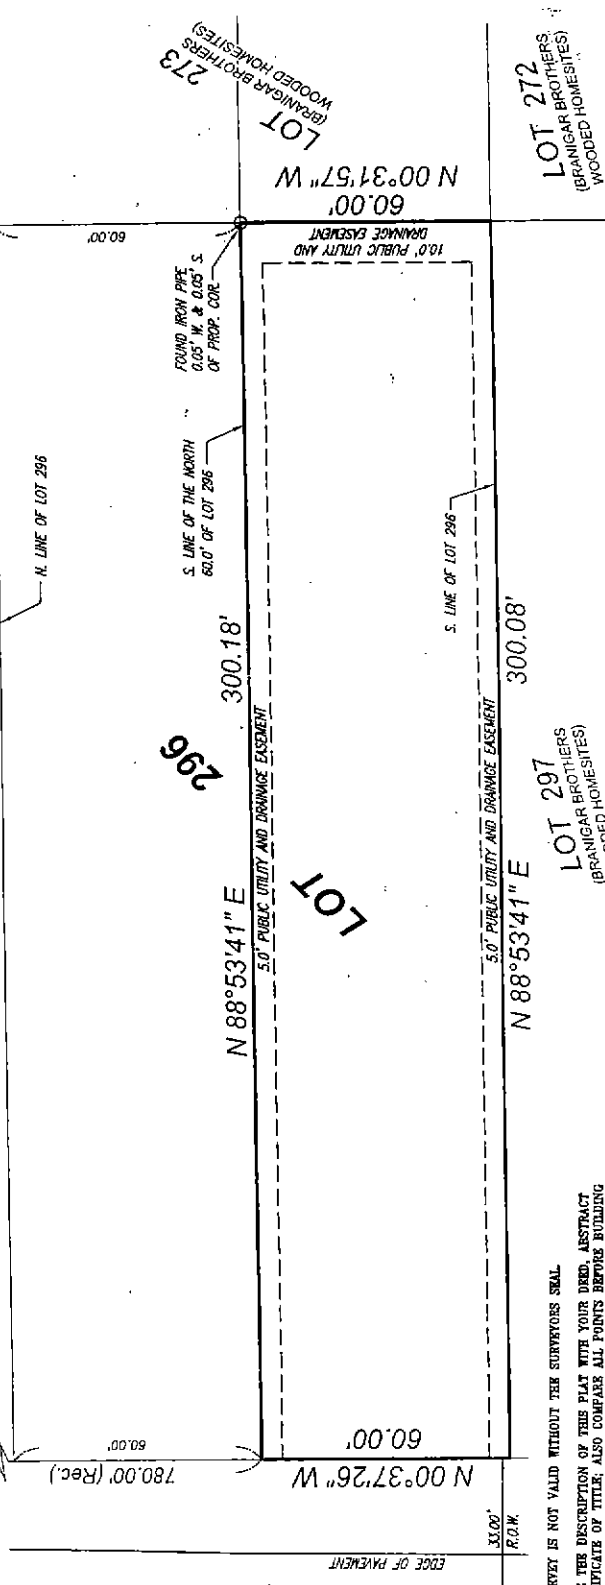 LOT 273
(BRANIGAR BROTHERS
WOODED HOMESITES)
LOT 272
(BRANIGAR BROTHERS
WOODED HOMESITES)
N 00°31'57" W
60.00'
10.0' PUBLIC UTILITY AND
DRAINAGE EASEMENT
60.00'
FOUND IRON PIPE
0.05' W. & 0.05' S.
OF PROP. COR.
N. LINE OF LOT 296
S. LINE OF THE NORTH
60.0' OF LOT 296
S. LINE OF LOT 296
300.18'
N 88°53'41" E
5.0' PUBLIC UTILITY AND DRAINAGE EASEMENT
LOT 296
300.08'
N 88°53'41" E
5.0' PUBLIC UTILITY AND DRAINAGE EASEMENT
LOT 297
(BRANIGAR BROTHERS
HOMESITES)
60.00'
780.00' (Rec.)
60.00'
N 00°37'26" W
33.00'
R.O.W.
EDGE OF PAVEMENT
RVEY IS NOT VALID WITHOUT THE SURVEYORS SEAL.
THE DESCRIPTION OF THIS PLAT WITH YOUR DEED, ABSTRACT
IFICATE OF TITLE; ALSO COMPARE ALL POINTS BEFORE BUILDING